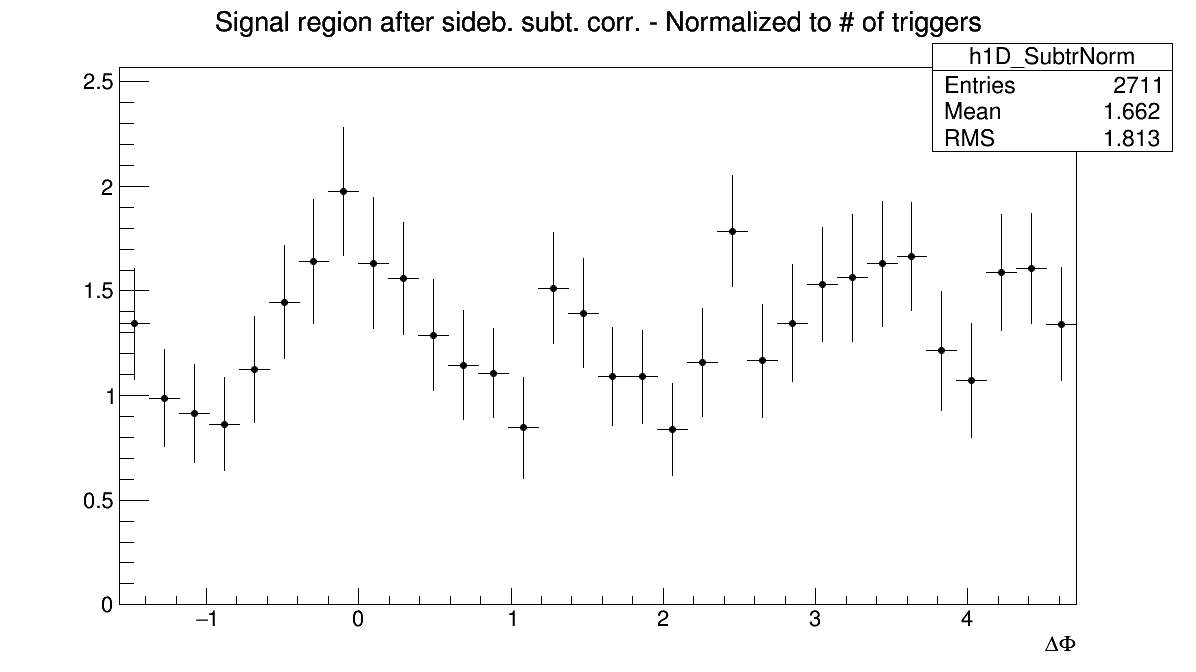 Signal region after sideb. subt. corr. - Normalized to # of triggers
h1D_SubtrNorm
Entries 2711
Mean 1.662
RMS 1.813
2.5
2
1.5
1
0.5
0
−1 0 1 2 3 4
ΔΦ